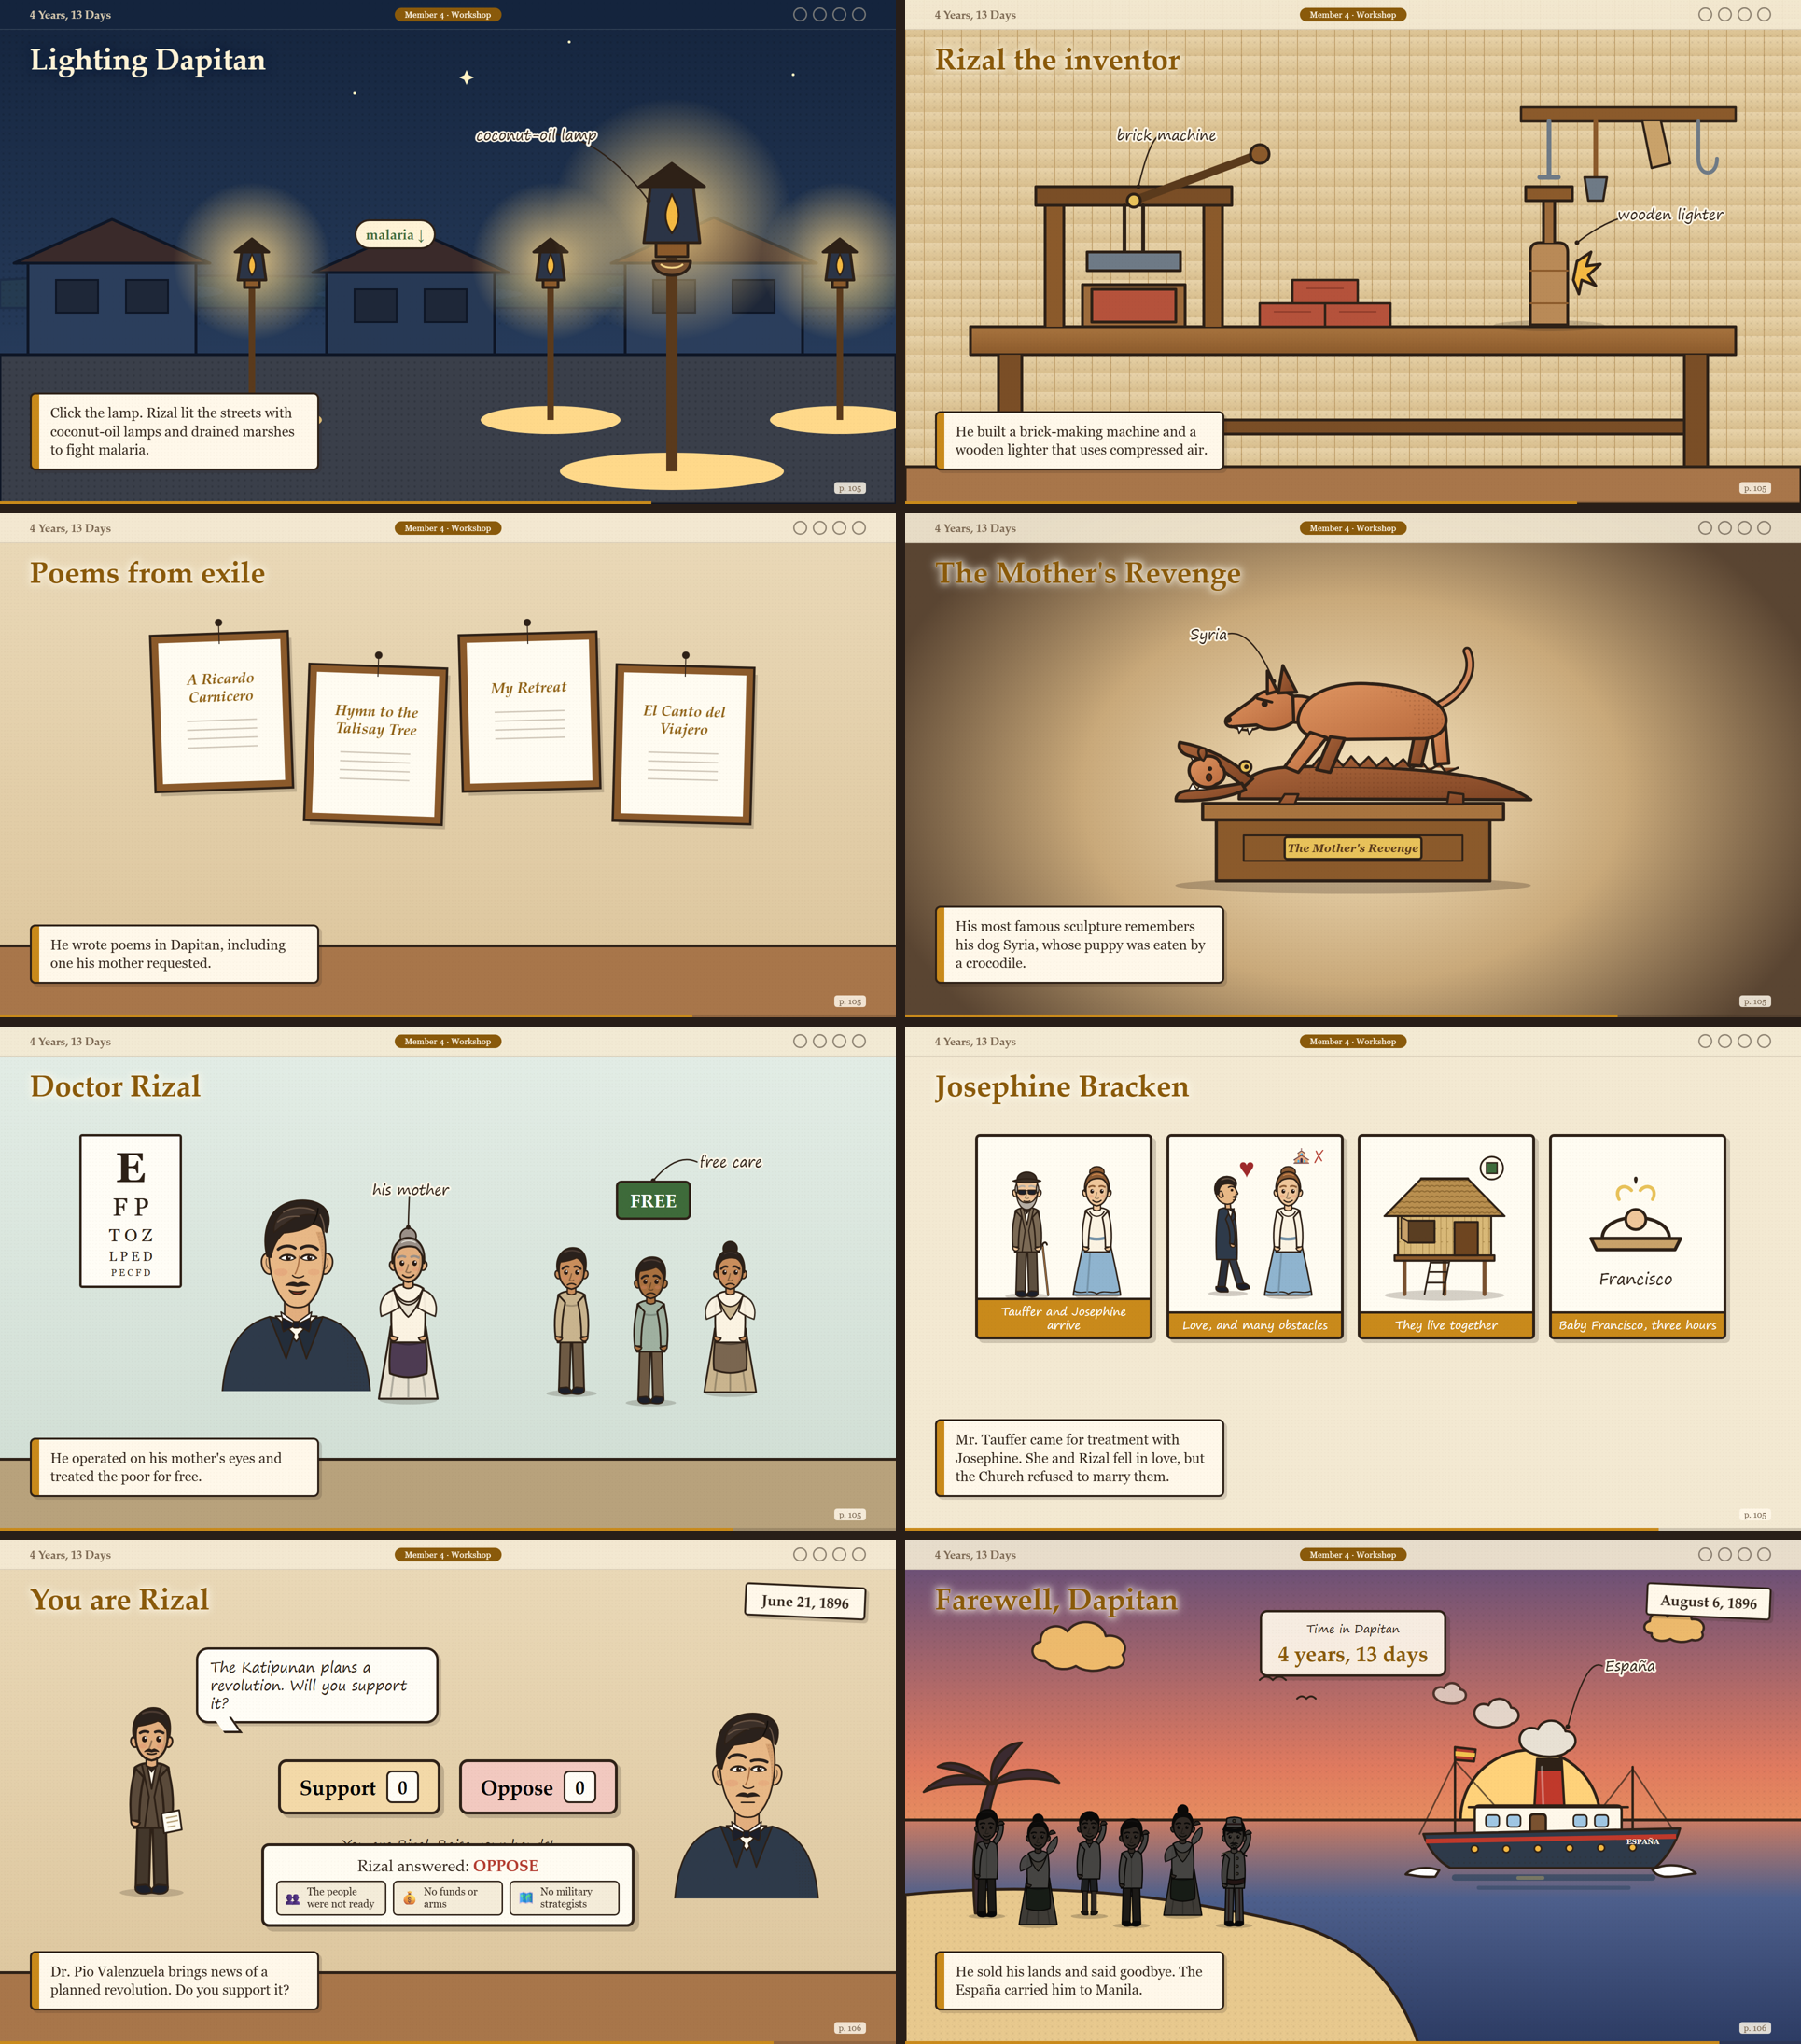 4 Years, 13 Days
Member 4 · Workshop
Lighting Dapitan
coconut-oil lamp
malaria ↓
Click the lamp. Rizal lit the streets with
coconut-oil lamps and drained marshes
to fight malaria.
p. 105
4 Years, 13 Days
Member 4 · Workshop
Rizal the inventor
brick machine
wooden lighter
He built a brick-making machine and a
wooden lighter that uses compressed air.
p. 105
4 Years, 13 Days
Member 4 · Workshop
Poems from exile
A Ricardo
Carnicero
Hymn to the
Talisay Tree
My Retreat
El Canto del
Viajero
He wrote poems in Dapitan, including
one his mother requested.
p. 105
4 Years, 13 Days
Member 4 · Workshop
The Mother's Revenge
Syria
The Mother's Revenge
His most famous sculpture remembers
his dog Syria, whose puppy was eaten by
a crocodile.
p. 105
4 Years, 13 Days
Member 4 · Workshop
Doctor Rizal
E
F P
T O Z
L P E D
P E C F D
his mother
free care
FREE
He operated on his mother's eyes and
treated the poor for free.
p. 105
4 Years, 13 Days
Member 4 · Workshop
Josephine Bracken
Tauffer and Josephine
arrive
Love, and many obstacles
They live together
Francisco
Baby Francisco, three hours
Mr. Tauffer came for treatment with
Josephine. She and Rizal fell in love, but
the Church refused to marry them.
p. 105
4 Years, 13 Days
Member 4 · Workshop
You are Rizal
June 21, 1896
The Katipunan plans a
revolution. Will you support
it?
Support 0
Oppose 0
Rizal answered: OPPOSE
The people
were not ready
No funds or
arms
No military
strategists
Dr. Pio Valenzuela brings news of a
planned revolution. Do you support it?
p. 106
4 Years, 13 Days
Member 4 · Workshop
Farewell, Dapitan
August 6, 1896
Time in Dapitan
4 years, 13 days
España
ESPAÑA
He sold his lands and said goodbye. The
España carried him to Manila.
p. 106